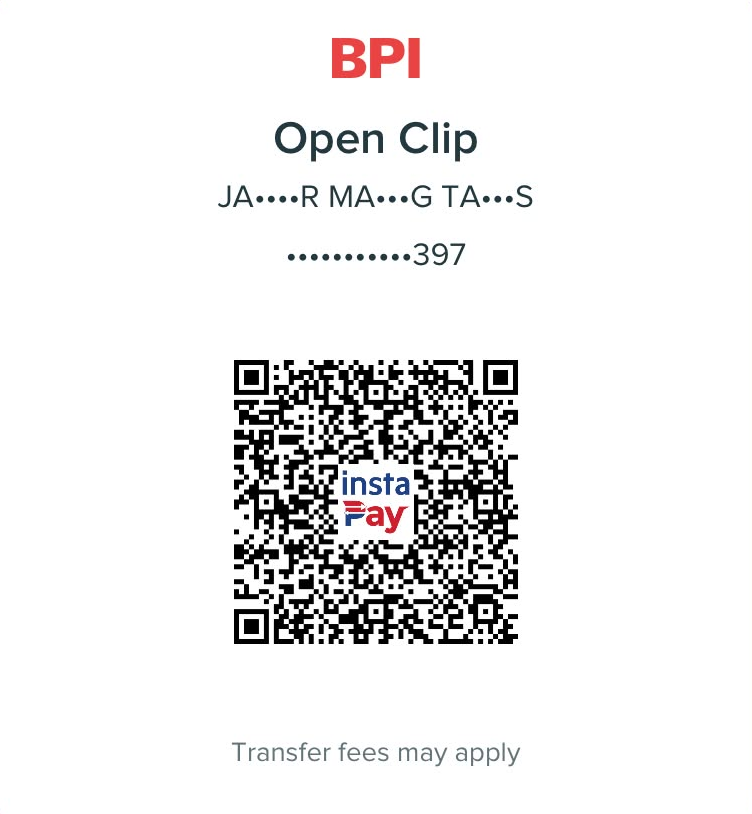 BPI
Open Clip
JA••••R MA•••G TA•••S
•••••••••••397
insta
Pay
Transfer fees may apply